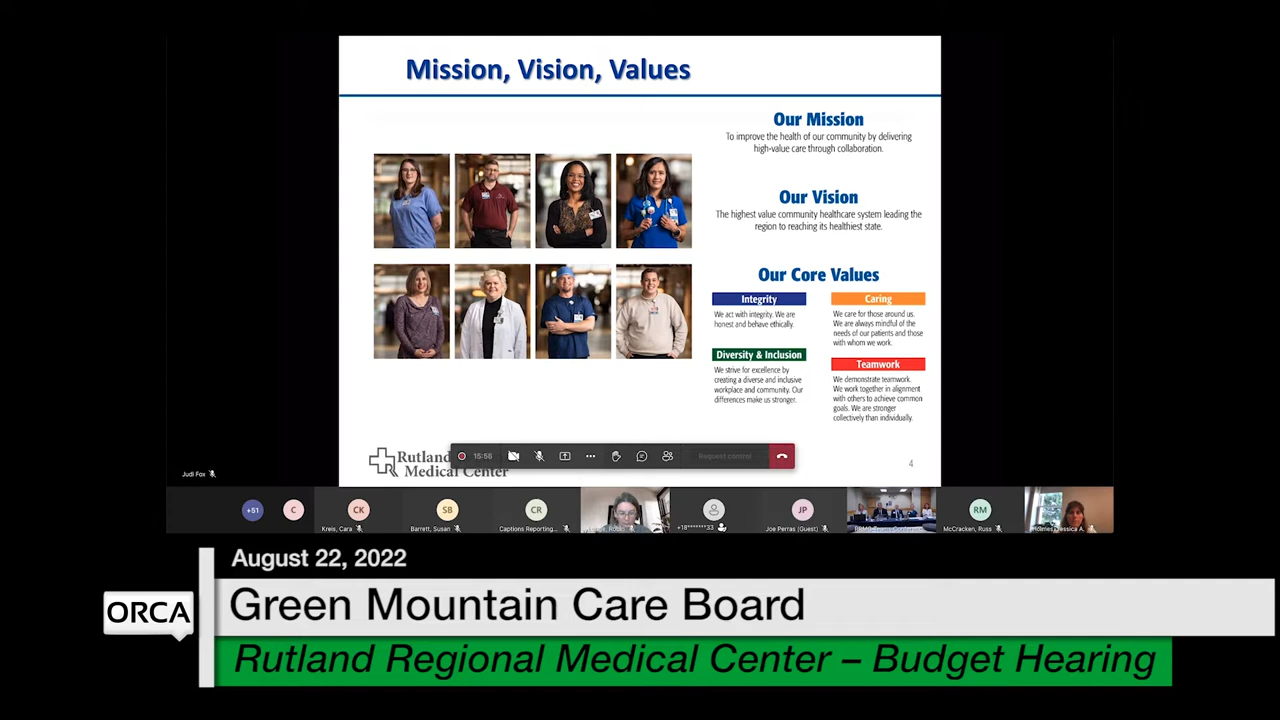 Mission, Vision, Values
Our Mission
To improve the health of our community by delivering
high-value care through collaboration.
Our Vision
The highest value community healthcare system leading the
region to reaching its healthiest state.
Our Core Values
Integrity
We act with integrity. We are
honest and behave ethically.
Diversity & Inclusion
We strive for excellence by
creating a diverse and inclusive
workplace and community. Our
differences make us stronger.
Caring
We care for those around us.
We are always mindful of the
needs of our patients and those
with whom we work.
Teamwork
We demonstrate teamwork.
We work together in alignment
with others to achieve common
goals. We are stronger
collectively than individually.
Rutland
Medical Center
15:58
Request control
4
Judi Fox
+51
C
CK
SB
CR
JP
RM
Kreis, Cara
Barrett, Susan
Captions Reporting...
+18*******33
Joe Perras (Guest)
McCracken, Russ
August 22, 2022
ORCA
Green Mountain Care Board
Rutland Regional Medical Center – Budget Hearing